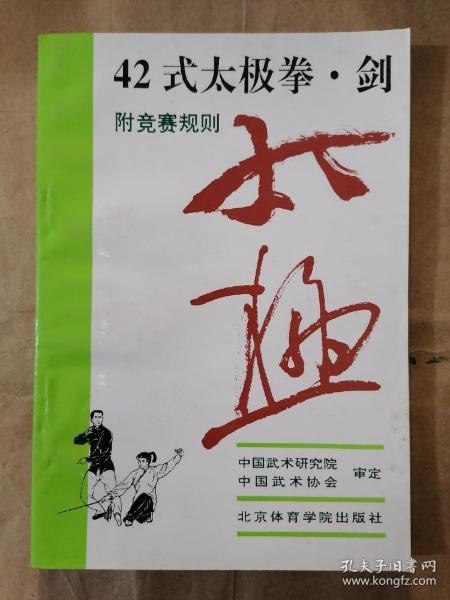 42式太极拳·剑
附竞赛规则
太
极
中国武术研究院
中国武术协会
审定
北京体育学院出版社
孔夫子旧书网
www.kongfz.com